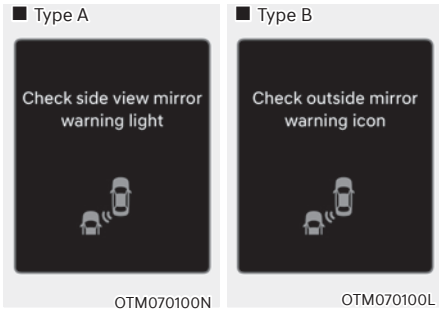 ■ Type A
Check side view mirror
warning light
OTM070100N
■ Type B
Check outside mirror
warning icon
OTM070100L